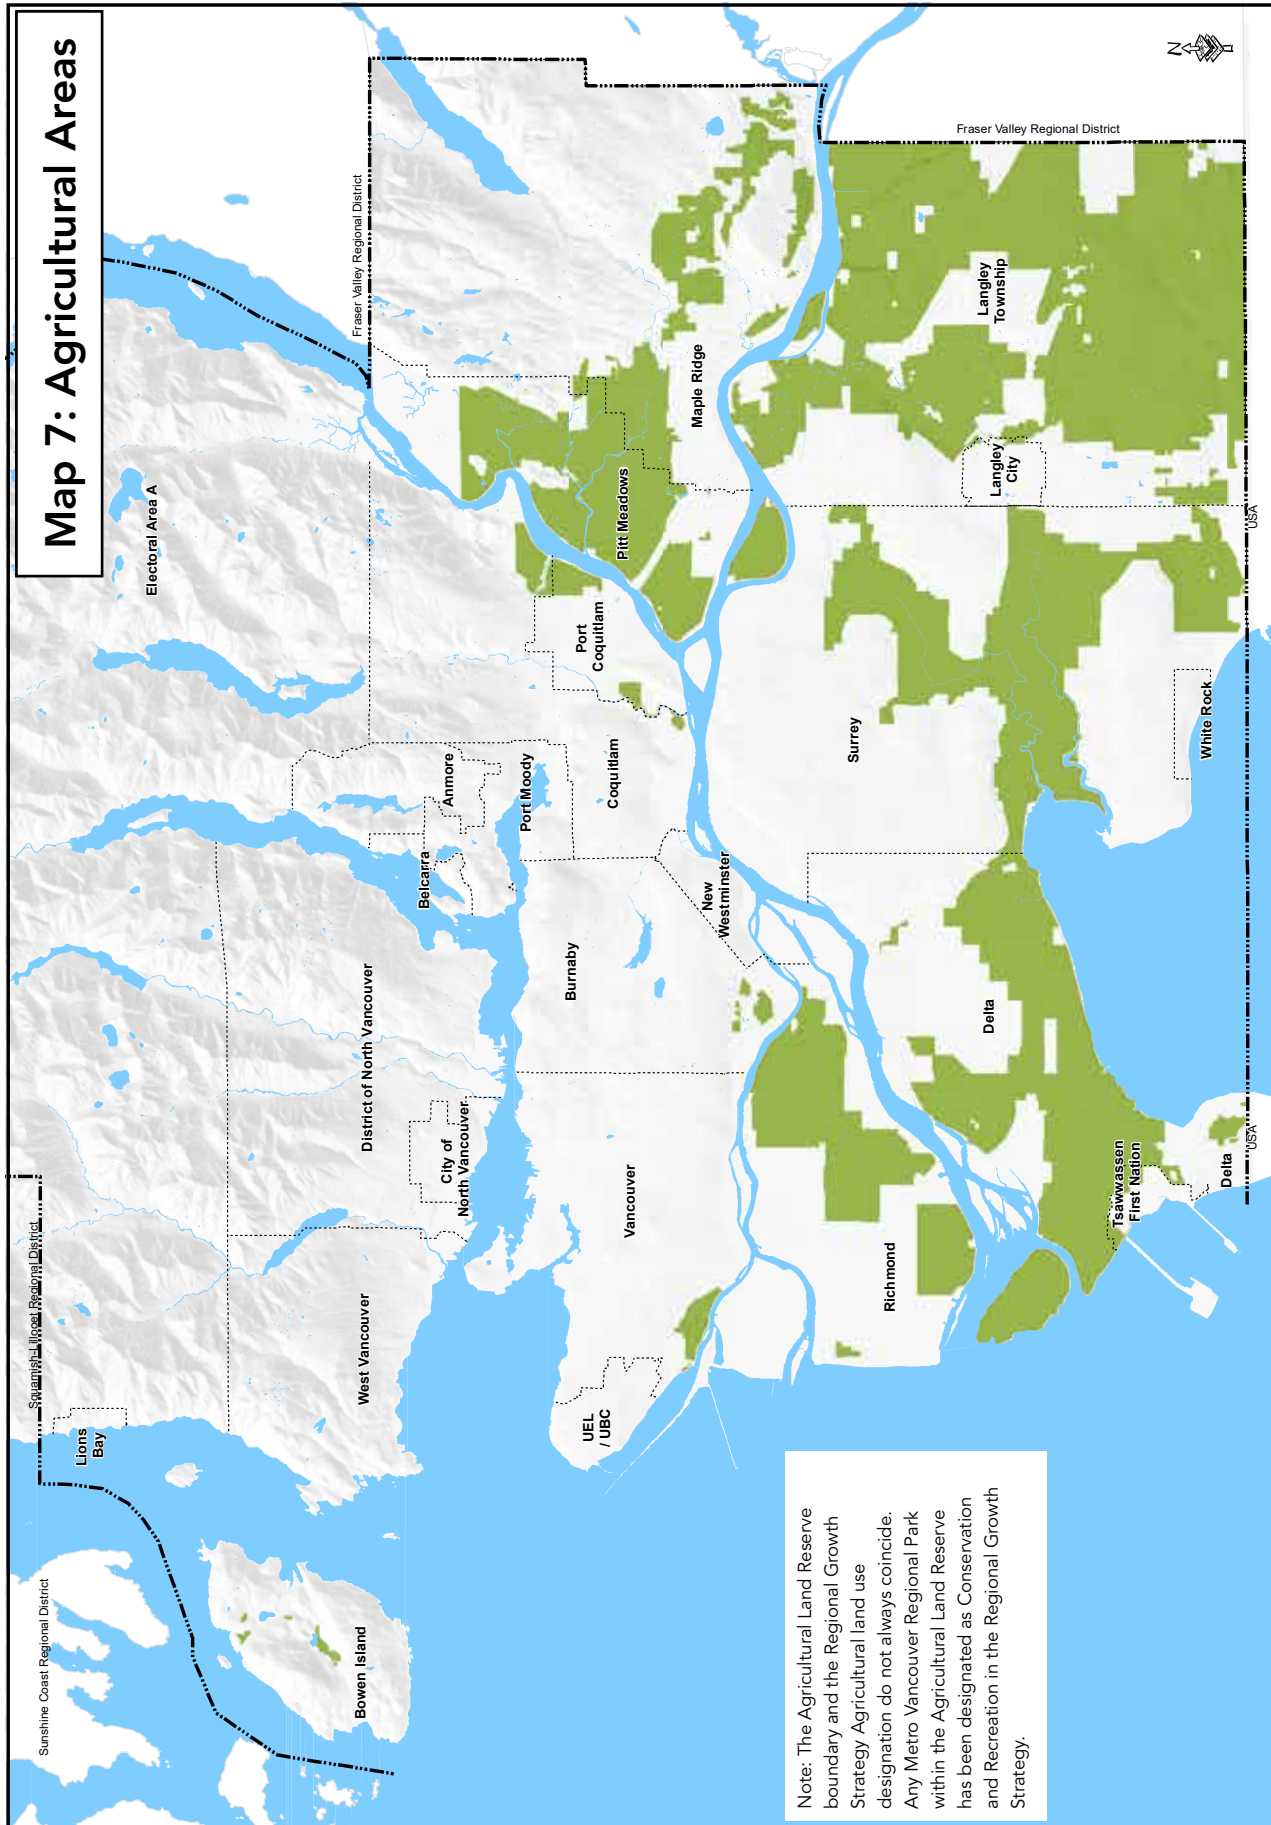 Map 7: Agricultural Areas
Sunshine Coast Regional District
Squamish-Lillooet Regional District
Fraser Valley Regional District
Fraser Valley Regional District
N
Lions
Bay
Electoral Area A
Bowen Island
West Vancouver
District of North Vancouver
City of
North Vancouver
Belcarra
Anmore
Port Moody
Burnaby
Coquitlam
Port
Coquitlam
Pitt Meadows
Maple Ridge
UEL
/ UBC
Vancouver
New
Westminster
Richmond
Surrey
Delta
Langley
City
Langley
Township
Tsawwassen
First Nation
Delta
White Rock
USA
USA
Note: The Agricultural Land Reserve
boundary and the Regional Growth
Strategy Agricultural land use
designation do not always coincide.
Any Metro Vancouver Regional Park
within the Agricultural Land Reserve
has been designated as Conservation
and Recreation in the Regional Growth
Strategy.